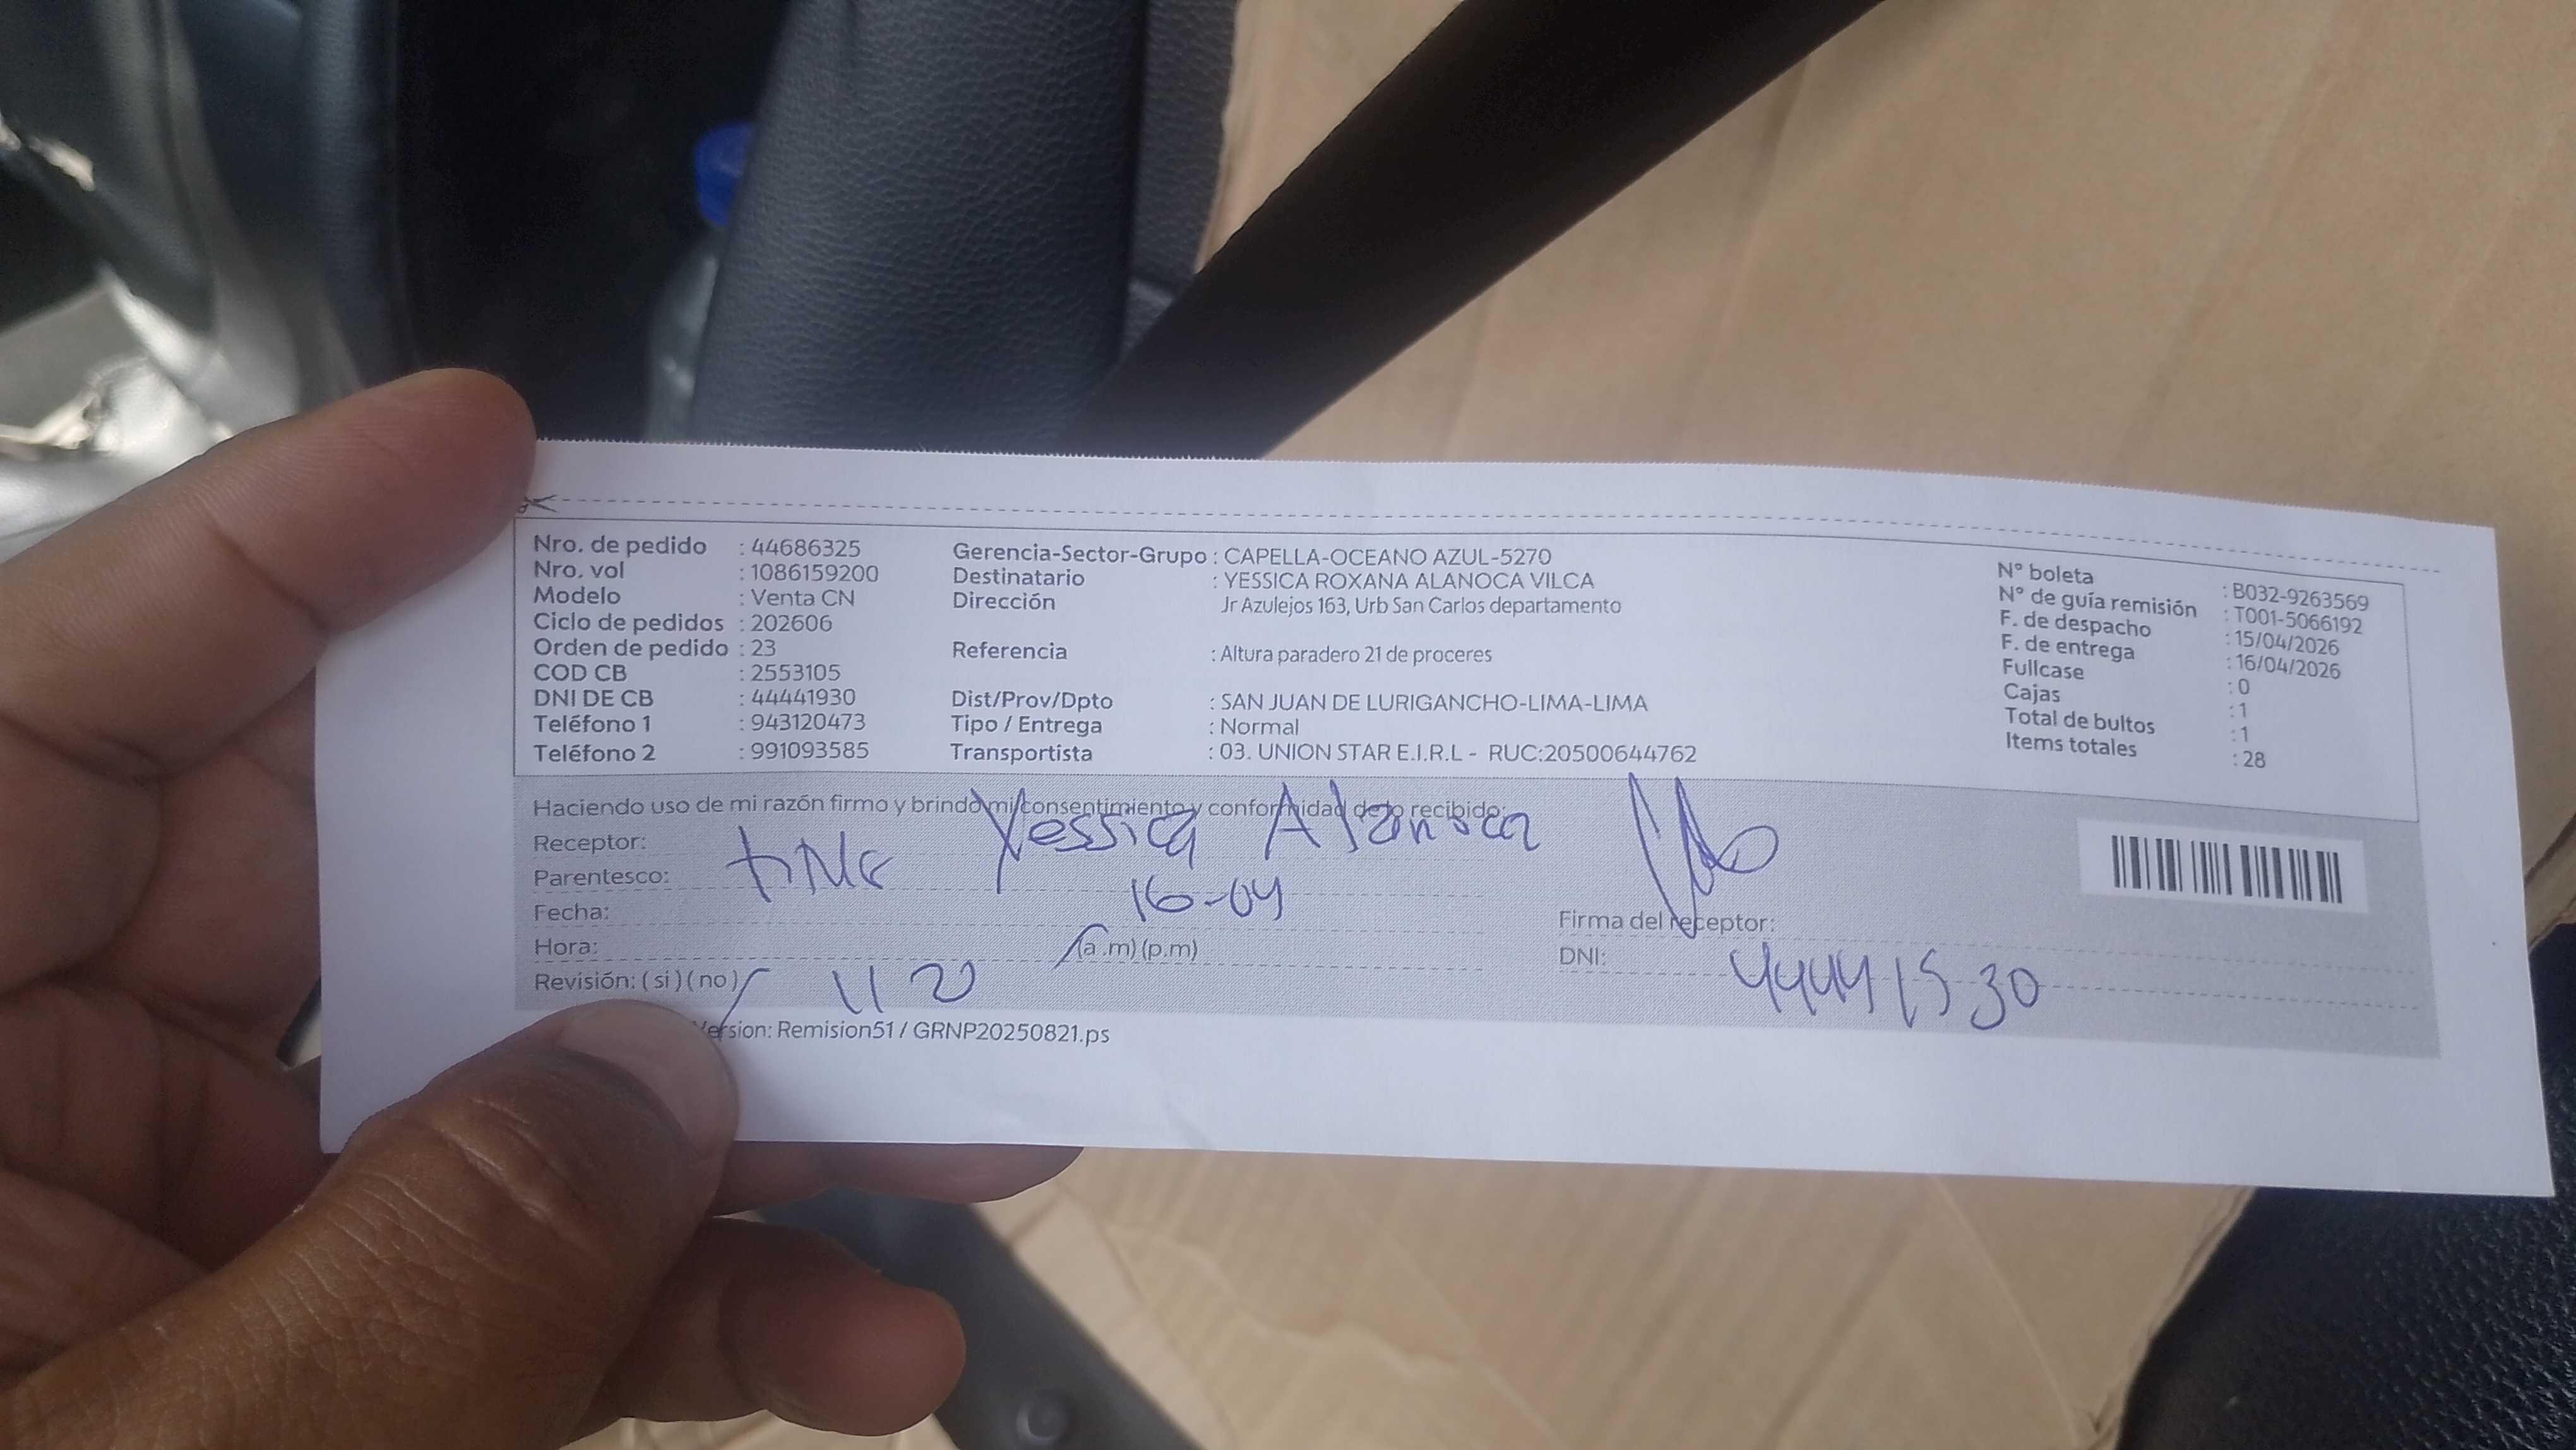 Nro. de pedido : 44686325
Nro. vol : 1086159200
Modelo : Venta CN
Ciclo de pedidos : 202606
Orden de pedido : 23
COD CB : 2553105
DNI DE CB : 44441930
Teléfono 1 : 943120473
Teléfono 2 : 991093585
Gerencia-Sector-Grupo : CAPELLA-OCEANO AZUL-5270
Destinatario : YESSICA ROXANA ALANOCA VILCA
Dirección Jr Azulejos 163, Urb San Carlos departamento
Referencia : Altura paradero 21 de proceres
Dist/Prov/Dpto : SAN JUAN DE LURIGANCHO-LIMA-LIMA
Tipo / Entrega : Normal
Transportista : 03. UNION STAR E.I.R.L - RUC:20500644762
N° boleta : B032-9263569
N° de guía remisión : T001-5066192
F. de despacho : 15/04/2026
F. de entrega : 16/04/2026
Fullcase : 0
Cajas : 1
Total de bultos : 1
Items totales : 28
Haciendo uso de mi razón firmo y brindo mi consentimiento y conformidad de lo recibido:
Receptor: Yessica Alanoca
Parentesco:
Fecha: 16-04
Hora: (a.m) (p.m)
Revisión: ( si ) ( no ) 11 20
Firma del receptor:
DNI: 44441930
Version: Remision51 / GRNP20250821.ps